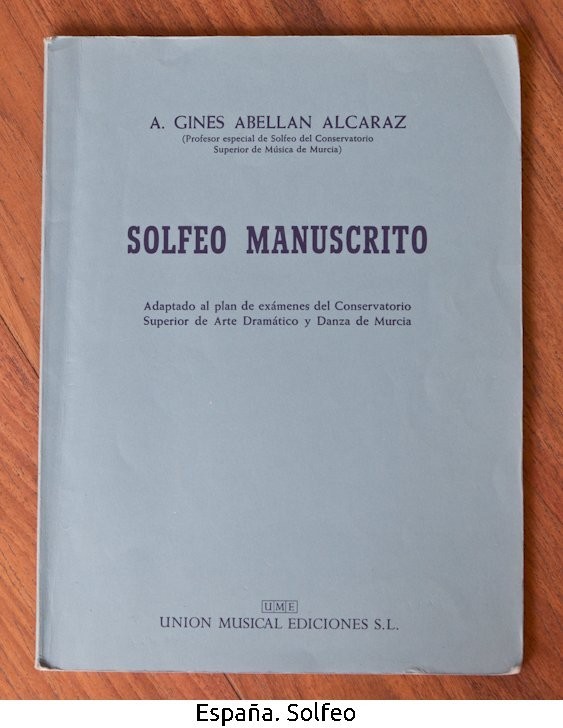 A. GINES ABELLAN ALCARAZ
(Profesor especial de Solfeo del Conservatorio
Superior de Música de Murcia)
SOLFEO MANUSCRITO
Adaptado al plan de exámenes del Conservatorio
Superior de Arte Dramático y Danza de Murcia
UME
UNION MUSICAL EDICIONES S.L.
España. Solfeo